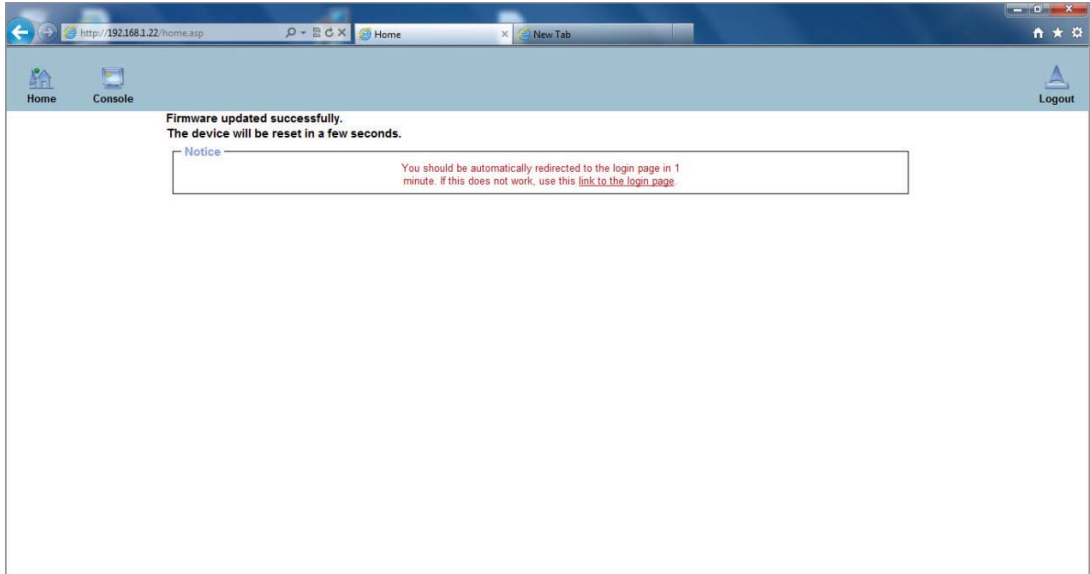 http://192.168.1.22/home.asp
Home
New Tab
Home
Console
Logout
Firmware updated successfully.
The device will be reset in a few seconds.
Notice
You should be automatically redirected to the login page in 1
minute. If this does not work, use this link to the login page.